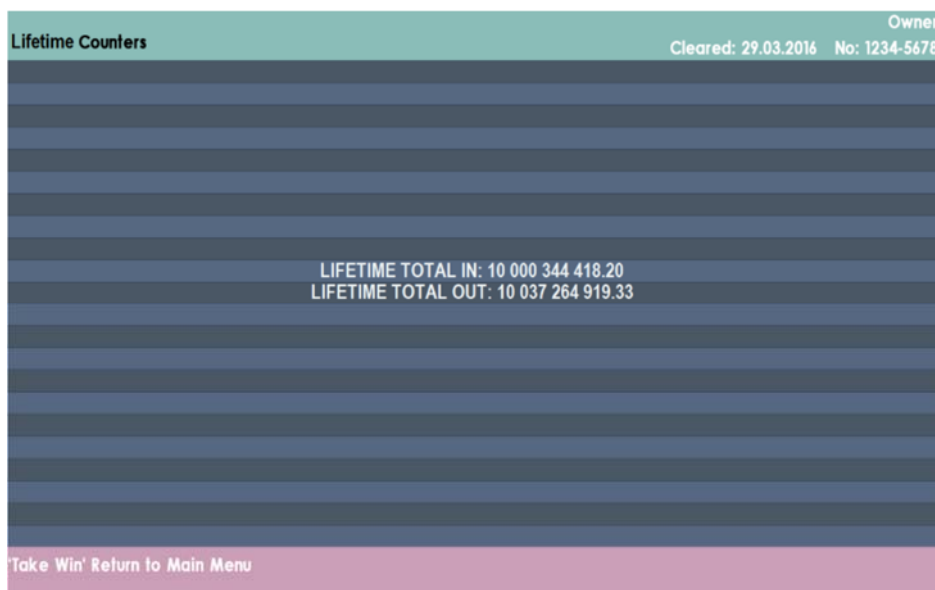 Owner
Lifetime Counters
Cleared: 29.03.2016 No: 1234-5678
LIFETIME TOTAL IN: 10 000 344 418.20
LIFETIME TOTAL OUT: 10 037 264 919.33
'Take Win' Return to Main Menu